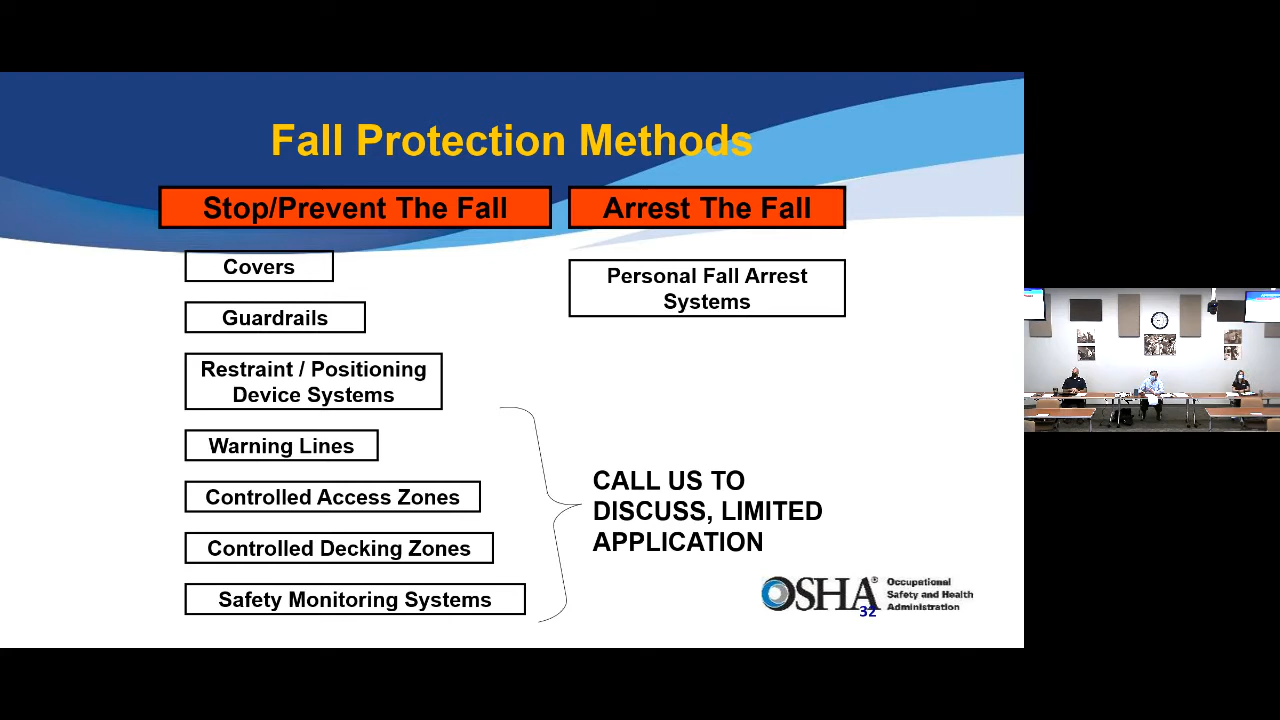 Fall Protection Methods
Stop/Prevent The Fall
Arrest The Fall
Covers
Guardrails
Restraint / Positioning
Device Systems
Warning Lines
Controlled Access Zones
Controlled Decking Zones
Safety Monitoring Systems
Personal Fall Arrest
Systems
CALL US TO
DISCUSS, LIMITED
APPLICATION
OSHA®
Occupational
Safety and Health
Administration
32